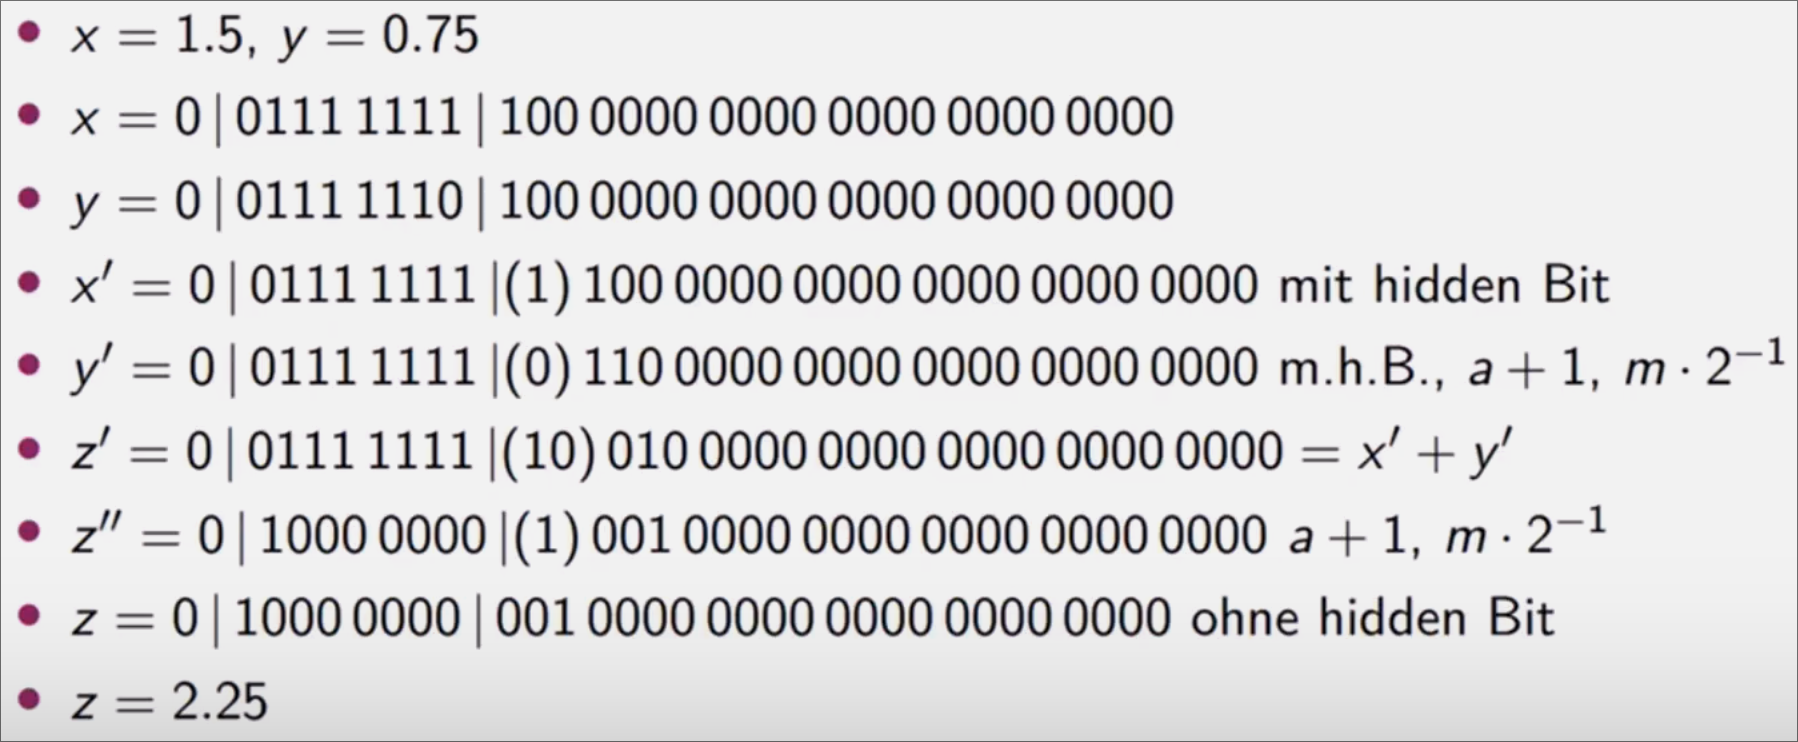 • x = 1.5, y = 0.75
• x = 0 | 0111 1111 | 100 0000 0000 0000 0000 0000
• y = 0 | 0111 1110 | 100 0000 0000 0000 0000 0000
• x′ = 0 | 0111 1111 |(1) 100 0000 0000 0000 0000 0000 mit hidden Bit
• y′ = 0 | 0111 1111 |(0) 110 0000 0000 0000 0000 0000 m.h.B., a + 1, m · 2⁻¹
• z′ = 0 | 0111 1111 |(10) 010 0000 0000 0000 0000 0000 = x′ + y′
• z″ = 0 | 1000 0000 |(1) 001 0000 0000 0000 0000 0000 a + 1, m · 2⁻¹
• z = 0 | 1000 0000 | 001 0000 0000 0000 0000 0000 ohne hidden Bit
• z = 2.25